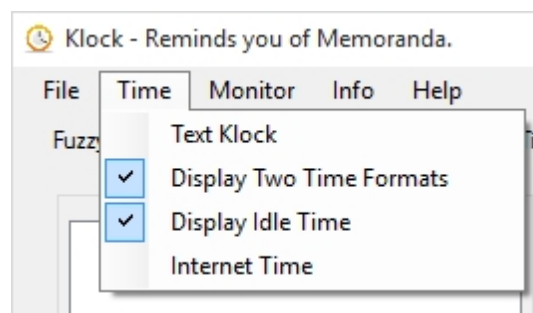 Klock - Reminds you of Memoranda.
File Time Monitor Info Help
Text Klock
Display Two Time Formats
Display Idle Time
Internet Time